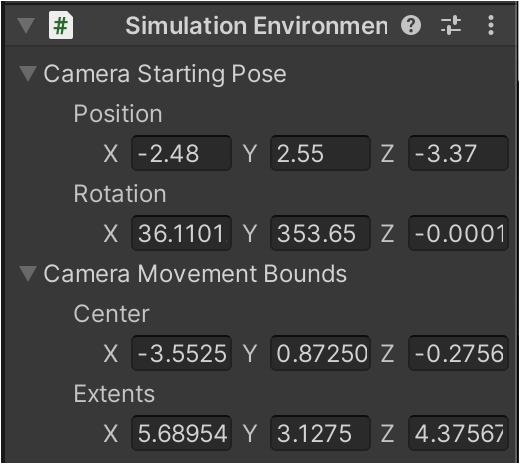 # Simulation Environmen ?
Camera Starting Pose
Position
X -2.48 Y 2.55 Z -3.37
Rotation
X 36.1101 Y 353.65 Z -0.0001
Camera Movement Bounds
Center
X -3.5525 Y 0.87250 Z -0.2756
Extents
X 5.68954 Y 3.1275 Z 4.37567